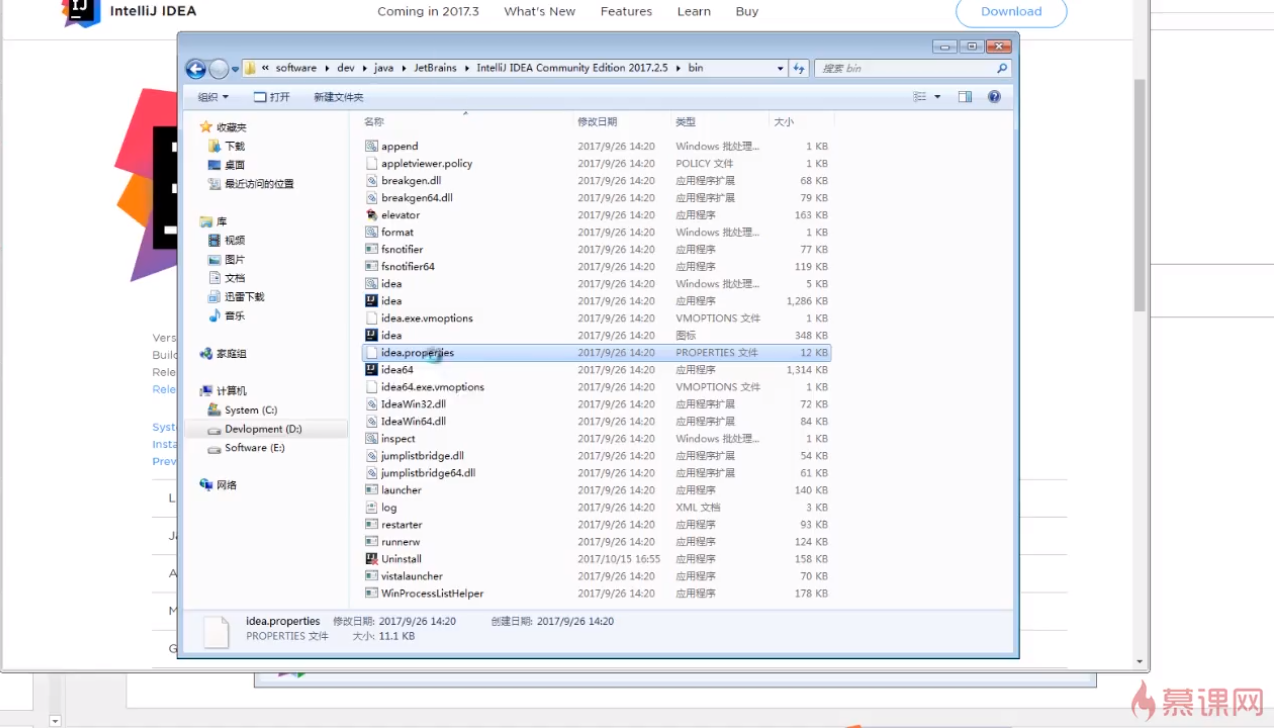 IntelliJ IDEA Coming in 2017.3 What's New Features Learn Buy Download
« software dev java JetBrains IntelliJ IDEA Community Edition 2017.2.5 bin 搜索 bin
组织 打开 新建文件夹
收藏夹
下载
桌面
最近访问的位置
库
视频
图片
文档
迅雷下载
音乐
家庭组
计算机
System (C:)
Devlopment (D:)
Software (E:)
网络
名称 修改日期 类型 大小
append 2017/9/26 14:20 Windows 批处理... 1 KB
appletviewer.policy 2017/9/26 14:20 POLICY 文件 1 KB
breakgen.dll 2017/9/26 14:20 应用程序扩展 68 KB
breakgen64.dll 2017/9/26 14:20 应用程序扩展 79 KB
elevator 2017/9/26 14:20 应用程序 163 KB
format 2017/9/26 14:20 Windows 批处理... 1 KB
fsnotifier 2017/9/26 14:20 应用程序 77 KB
fsnotifier64 2017/9/26 14:20 应用程序 119 KB
idea 2017/9/26 14:20 Windows 批处理... 5 KB
idea 2017/9/26 14:20 应用程序 1,286 KB
idea.exe.vmoptions 2017/9/26 14:20 VMOPTIONS 文件 1 KB
idea 2017/9/26 14:20 图标 348 KB
idea.properties 2017/9/26 14:20 PROPERTIES 文件 12 KB
idea64 2017/9/26 14:20 应用程序 1,314 KB
idea64.exe.vmoptions 2017/9/26 14:20 VMOPTIONS 文件 1 KB
IdeaWin32.dll 2017/9/26 14:20 应用程序扩展 72 KB
IdeaWin64.dll 2017/9/26 14:20 应用程序扩展 84 KB
inspect 2017/9/26 14:20 Windows 批处理... 1 KB
jumplistbridge.dll 2017/9/26 14:20 应用程序扩展 54 KB
jumplistbridge64.dll 2017/9/26 14:20 应用程序扩展 61 KB
launcher 2017/9/26 14:20 应用程序 140 KB
log 2017/9/26 14:20 XML 文档 3 KB
restarter 2017/9/26 14:20 应用程序 93 KB
runnerw 2017/9/26 14:20 应用程序 124 KB
Uninstall 2017/10/15 16:55 应用程序 158 KB
vistalauncher 2017/9/26 14:20 应用程序 70 KB
WinProcessListHelper 2017/9/26 14:20 应用程序 178 KB
idea.properties 修改日期: 2017/9/26 14:20 创建日期: 2017/9/26 14:20
PROPERTIES 文件 大小: 11.1 KB
Vers
Build
Rele
Rele
Syst
Insta
Prev
慕课网